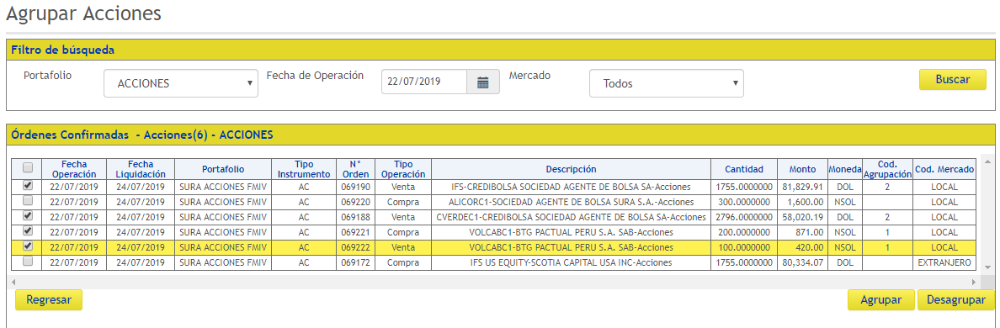 Agrupar Acciones
Filtro de búsqueda
Portafolio ACCIONES Fecha de Operación 22/07/2019 Mercado Todos Buscar
Órdenes Confirmadas - Acciones(6) - ACCIONES
Fecha Operación Fecha Liquidación Portafolio Tipo Instrumento N° Orden Tipo Operación Descripción Cantidad Monto Moneda Cod. Agrupación Cod. Mercado
22/07/2019 24/07/2019 SURA ACCIONES FMIV AC 069190 Venta IFS-CREDIBOLSA SOCIEDAD AGENTE DE BOLSA SA-Acciones 1755.0000000 81,829.91 DOL 2 LOCAL
22/07/2019 24/07/2019 SURA ACCIONES FMIV AC 069220 Compra ALICORC1-SOCIEDAD AGENTE DE BOLSA SURA S.A.-Acciones 300.0000000 1,600.00 NSOL LOCAL
22/07/2019 24/07/2019 SURA ACCIONES FMIV AC 069188 Venta CVERDEC1-CREDIBOLSA SOCIEDAD AGENTE DE BOLSA SA-Acciones 2796.0000000 58,020.19 DOL 2 LOCAL
22/07/2019 24/07/2019 SURA ACCIONES FMIV AC 069221 Compra VOLCABC1-BTG PACTUAL PERU S.A. SAB-Acciones 200.0000000 871.00 NSOL 1 LOCAL
22/07/2019 24/07/2019 SURA ACCIONES FMIV AC 069222 Venta VOLCABC1-BTG PACTUAL PERU S.A. SAB-Acciones 100.0000000 420.00 NSOL 1 LOCAL
22/07/2019 24/07/2019 SURA ACCIONES FMIV AC 069172 Compra IFS US EQUITY-SCOTIA CAPITAL USA INC-Acciones 1755.0000000 80,334.07 DOL EXTRANJERO
Regresar Agrupar Desagrupar